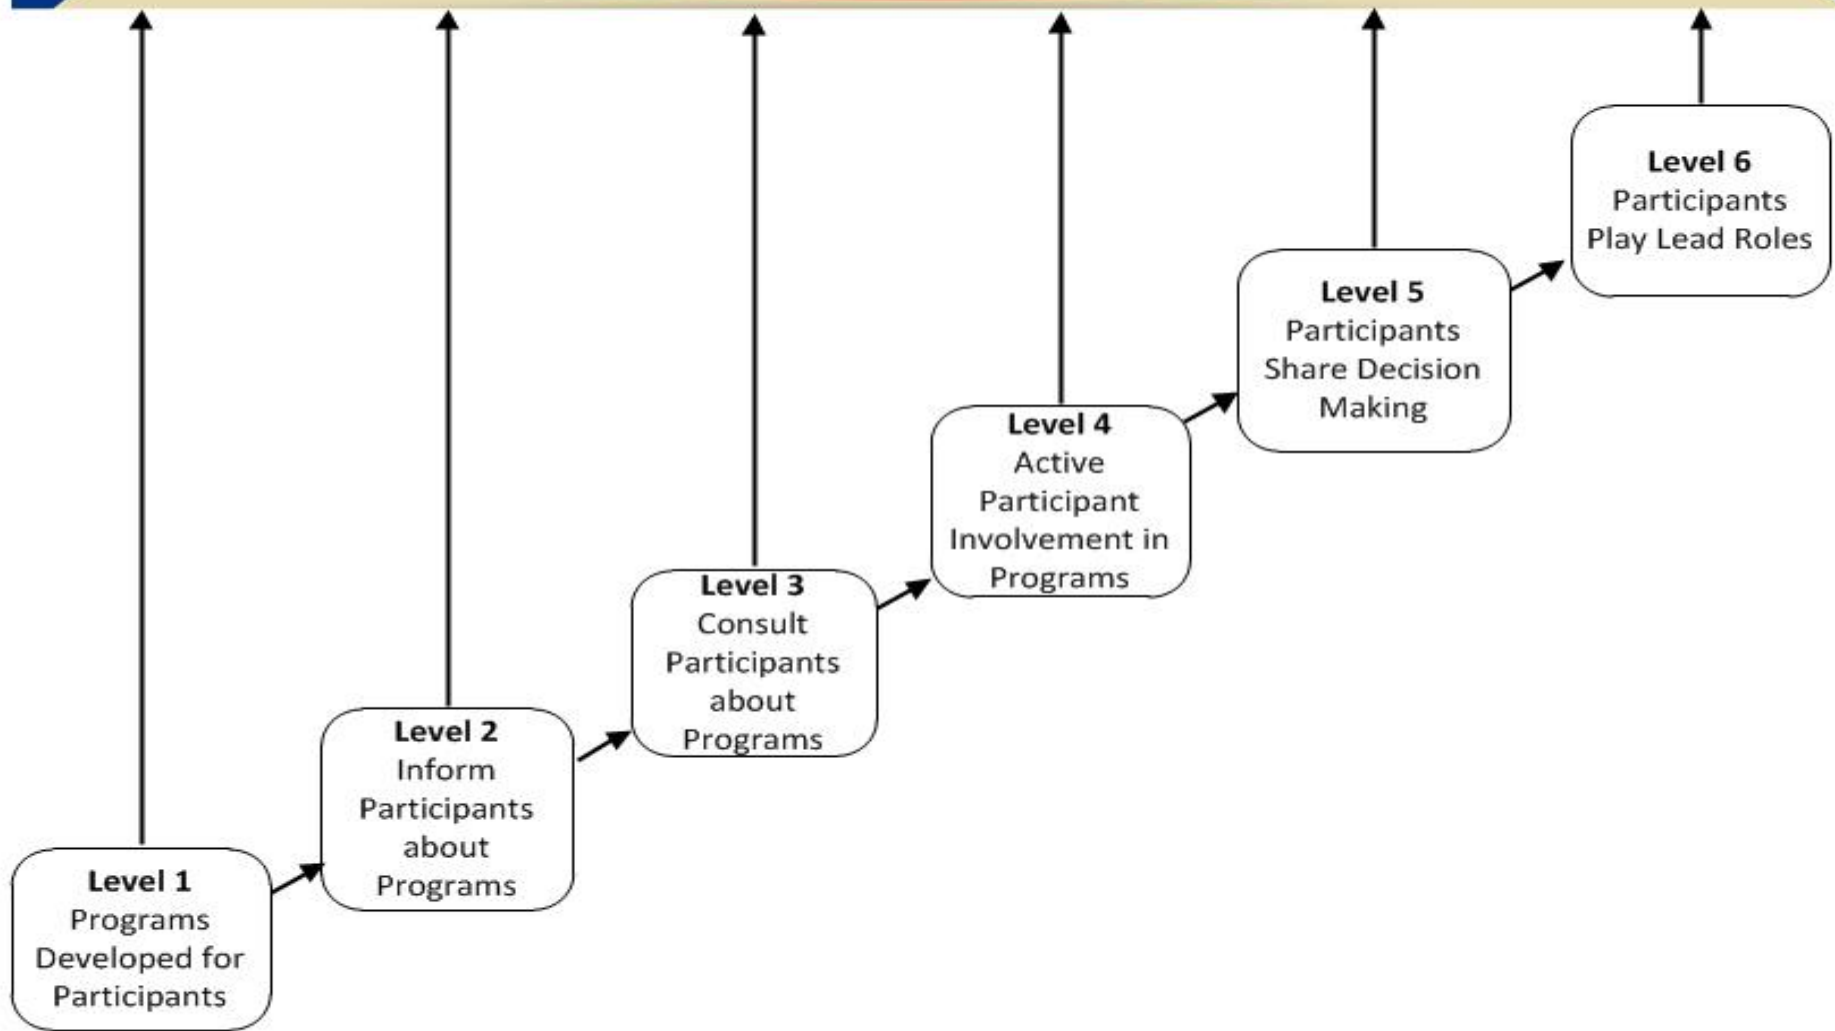 Level 1
Programs
Developed for
Participants
Level 2
Inform
Participants
about
Programs
Level 3
Consult
Participants
about
Programs
Level 4
Active
Participant
Involvement in
Programs
Level 5
Participants
Share Decision
Making
Level 6
Participants
Play Lead Roles